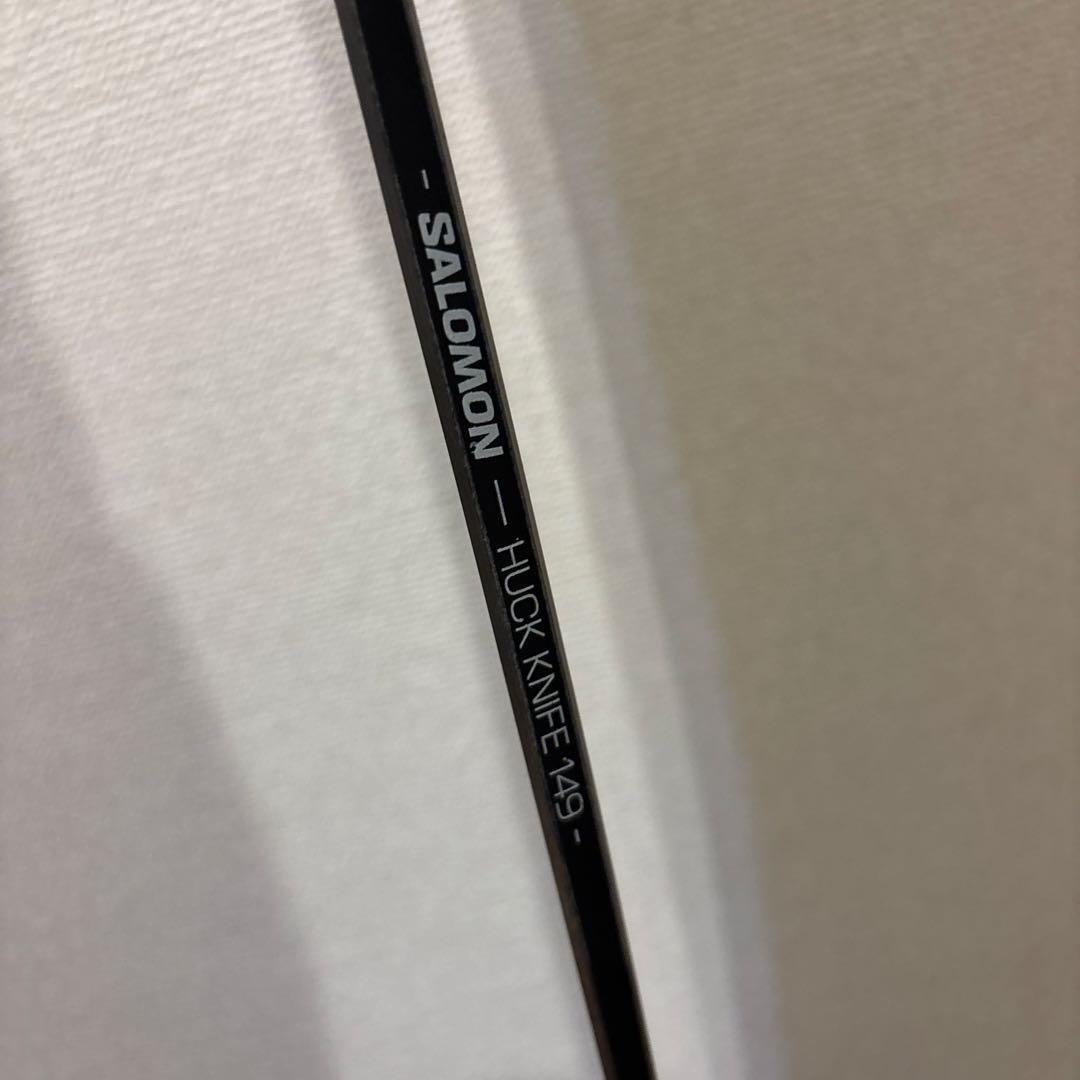 - SALOMON — HUCK KNIFE 149 -